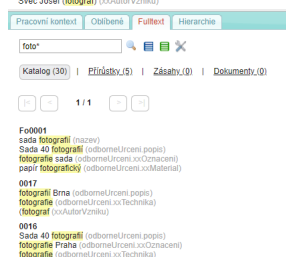 Švec Josef (fotograf) (xxAutorVzniku)
Pracovní kontext Oblíbené Fulltext Hierarchie
foto*
Katalog (30) | Přírůstky (5) | Zásahy (0) | Dokumenty (0)
1 / 1
Fo0001
sada fotografií (nazev)
Sada 40 fotografií (odborneUrceni.popis)
fotografie sada (odborneUrceni.xxOznaceni)
papír fotografický (odborneUrceni.xxMaterial)
0017
fotografií Brna (odborneUrceni.popis)
fotografie (odborneUrceni.xxTechnika)
(fotograf (xxAutorVzniku)
0016
Sada 40 fotografií (odborneUrceni.popis)
fotografie Praha (odborneUrceni.xxOznaceni)
fotografie (odborneUrceni.xxTechnika)